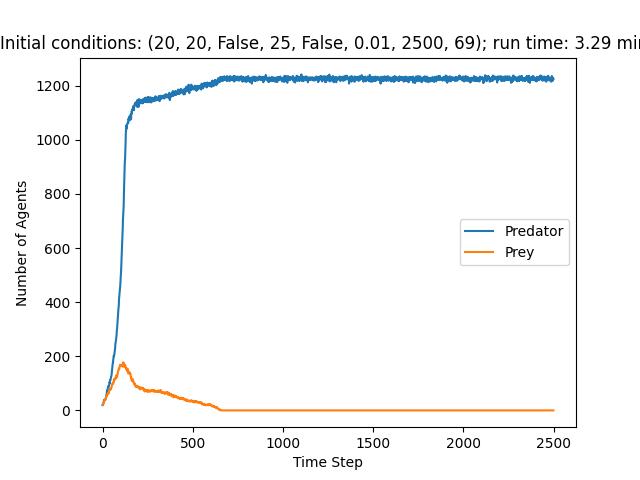 Initial conditions: (20, 20, False, 25, False, 0.01, 2500, 69); run time: 3.29 min
1200
1000
800
600
400
200
0
Number of Agents
Predator
Prey
0 500 1000 1500 2000 2500
Time Step